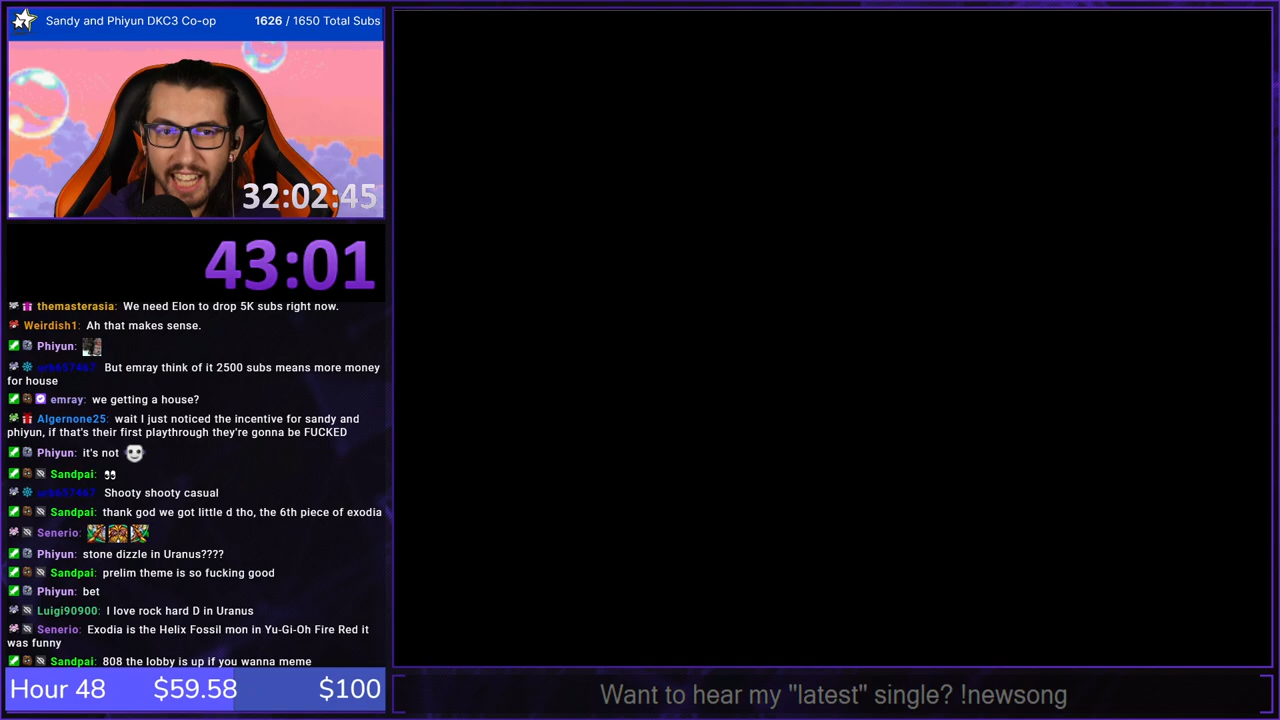 Sandy and Phiyun DKC3 Co-op 1626 / 1650 Total Subs
32:02:45
43:01
themasterasia: We need Elon to drop 5K subs right now.
Weirdish1: Ah that makes sense.
Phiyun:
But emray think of it 2500 subs means more money
for house
emray: we getting a house?
Algernone25: wait I just noticed the incentive for sandy and
phiyun, if that's their first playthrough they're gonna be FUCKED
Phiyun: it's not
Sandpai:
Shooty shooty casual
Sandpai: thank god we got little d tho, the 6th piece of exodia
Senerio:
Phiyun: stone dizzle in Uranus????
Sandpai: prelim theme is so fucking good
Phiyun: bet
Luigi90900: I love rock hard D in Uranus
Senerio: Exodia is the Helix Fossil mon in Yu-Gi-Oh Fire Red it
was funny
Sandpai: 808 the lobby is up if you wanna meme
Hour 48 $59.58 $100
Want to hear my "latest" single? !newsong